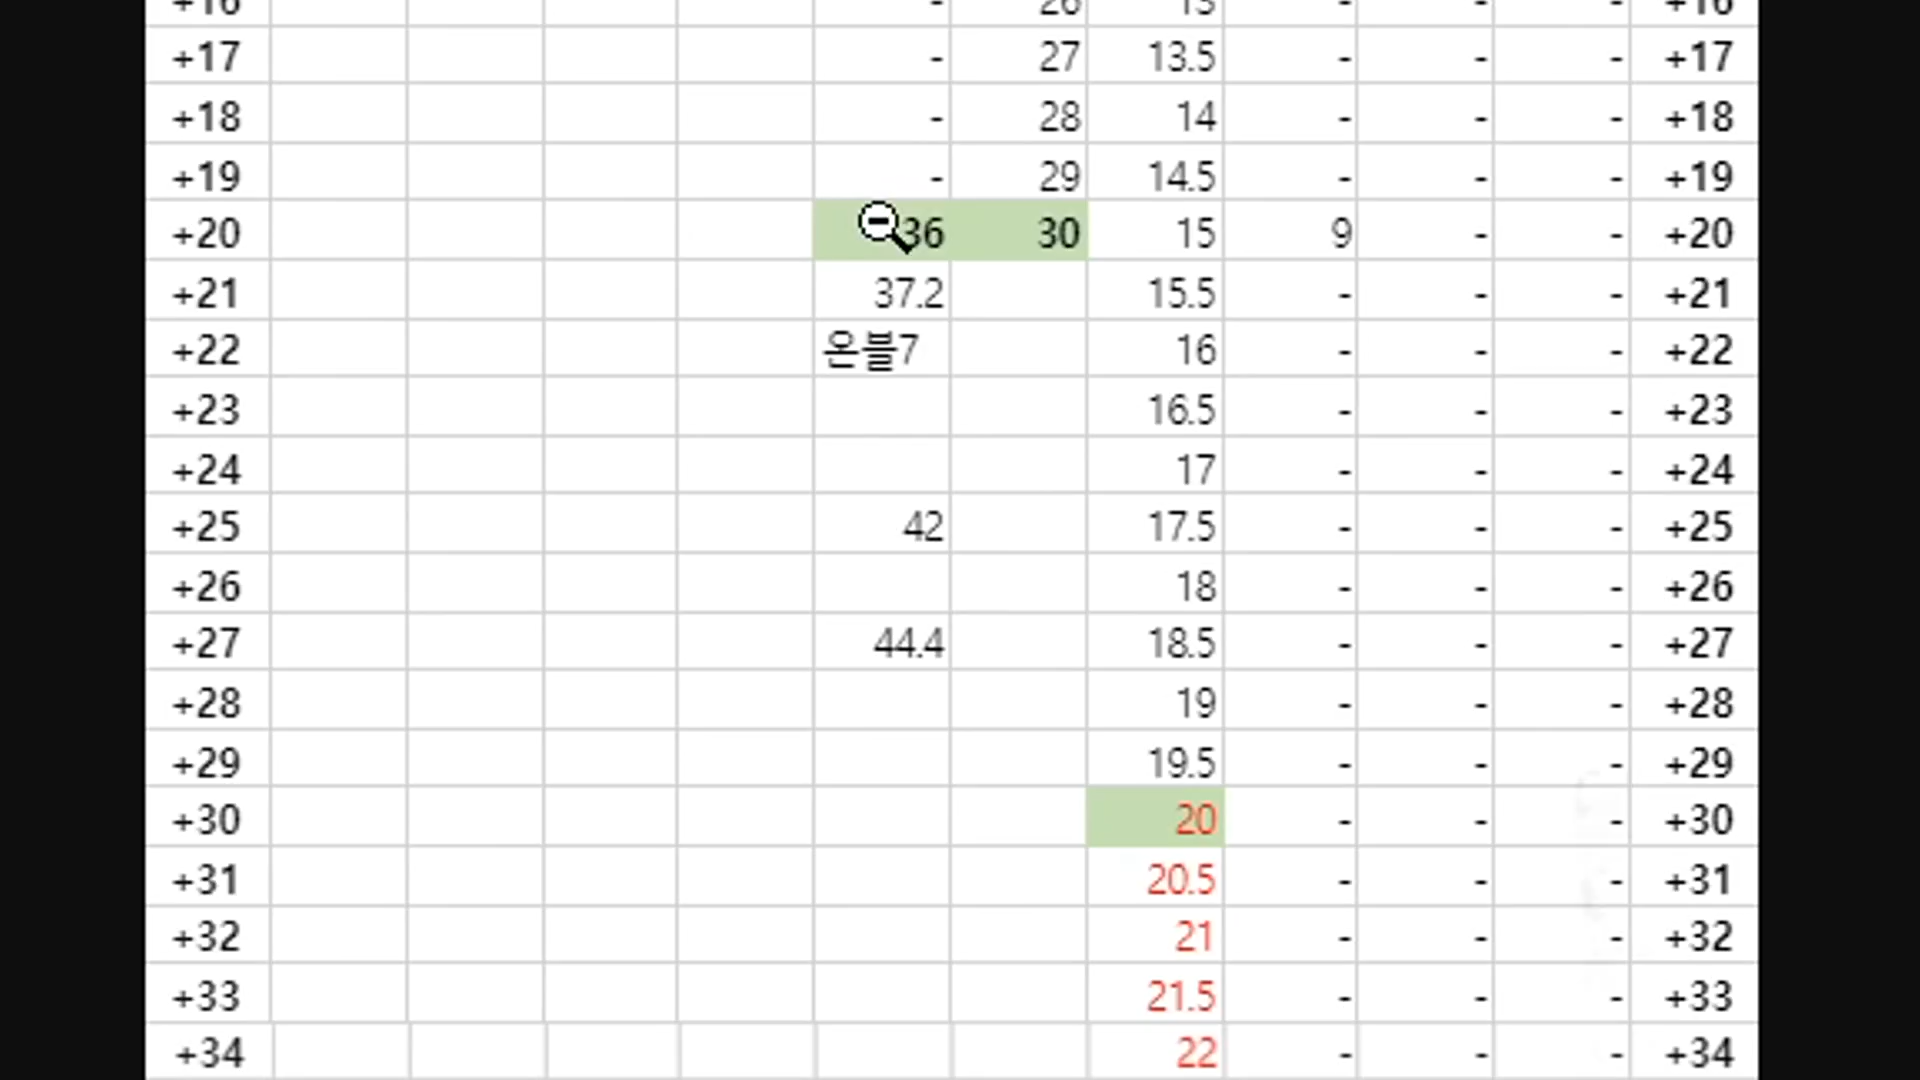 +16 - 26 13 - - - +16
+17 - 27 13.5 - - - +17
+18 - 28 14 - - - +18
+19 - 29 14.5 - - - +19
+20 36 30 15 9 - - +20
+21 37.2 15.5 - - - +21
+22 온블7 16 - - - +22
+23 16.5 - - - +23
+24 17 - - - +24
+25 42 17.5 - - - +25
+26 18 - - - +26
+27 44.4 18.5 - - - +27
+28 19 - - - +28
+29 19.5 - - - +29
+30 20 - - - +30
+31 20.5 - - - +31
+32 21 - - - +32
+33 21.5 - - - +33
+34 22 - - - +34